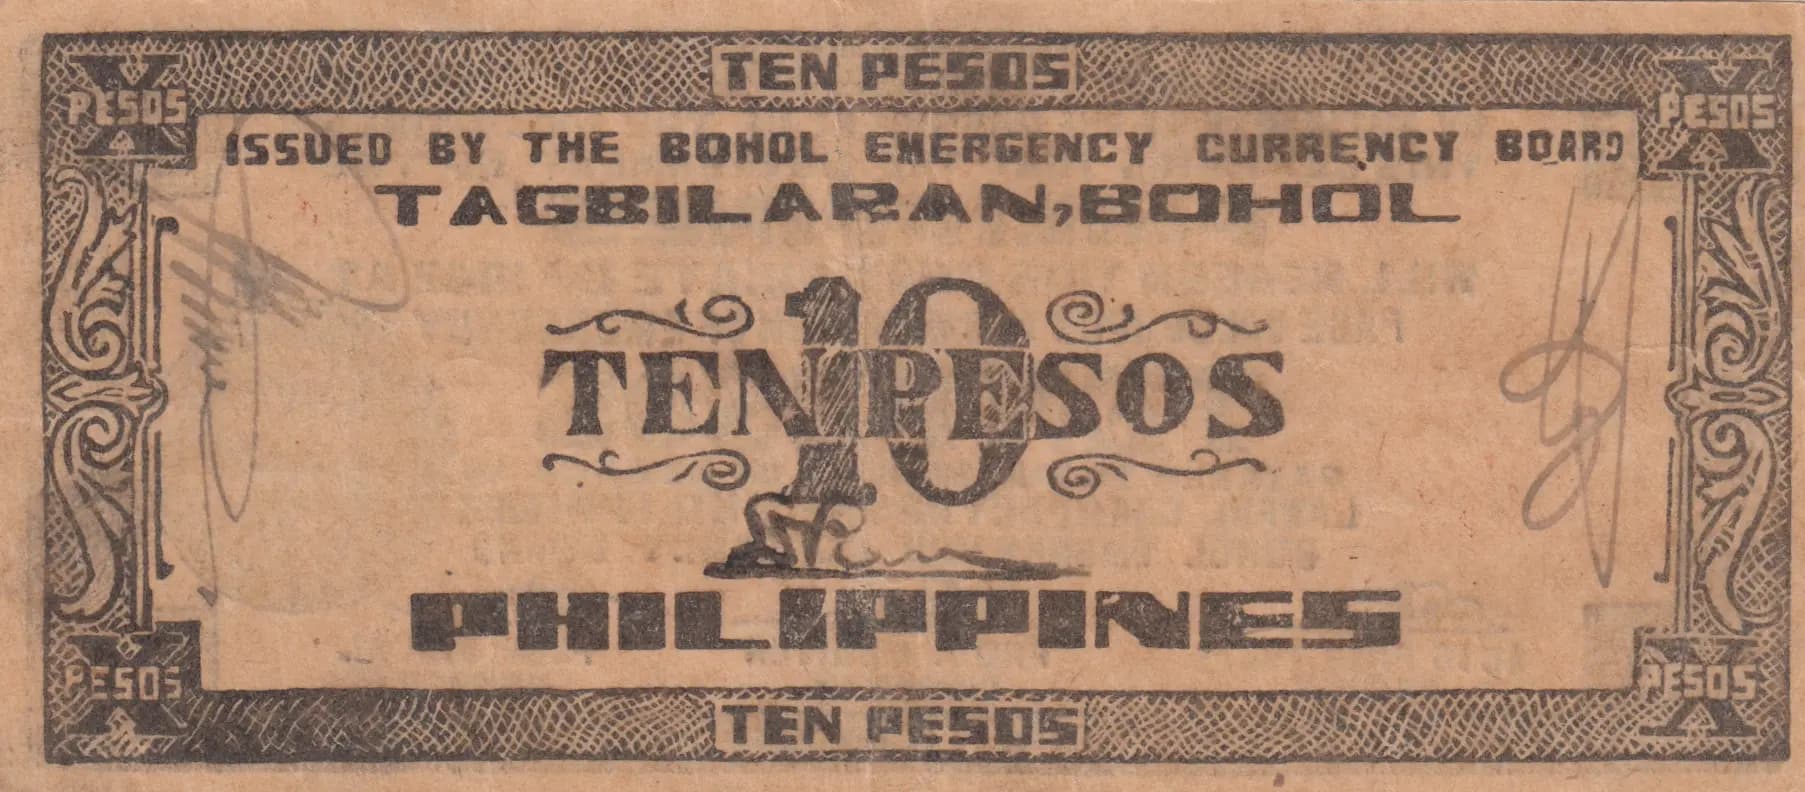 TEN PESOS
X PESOS
X PESOS
ISSUED BY THE BOHOL EMERGENCY CURRENCY BOARD
TAGBILARAN, BOHOL
10
TEN PESOS
PHILIPPINES
X PESOS
X PESOS
TEN PESOS